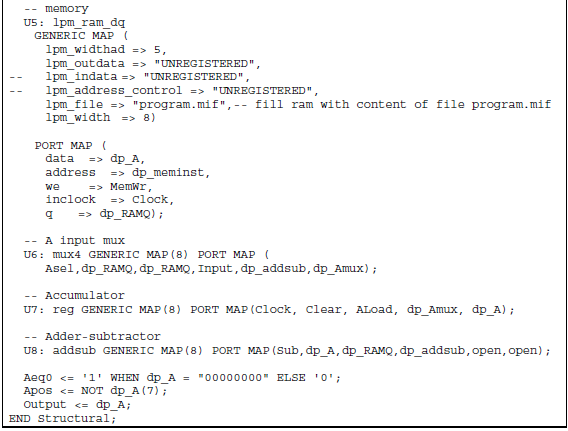 -- memory
U5: lpm_ram_dq
GENERIC MAP (
lpm_widthad => 5,
lpm_outdata => "UNREGISTERED",
-- lpm_indata => "UNREGISTERED",
-- lpm_address_control => "UNREGISTERED",
lpm_file => "program.mif",-- fill ram with content of file program.mif
lpm_width => 8)
PORT MAP (
data => dp_A,
address => dp_meminst,
we => MemWr,
inclock => Clock,
q => dp_RAMQ);
-- A input mux
U6: mux4 GENERIC MAP(8) PORT MAP (
Asel,dp_RAMQ,dp_RAMQ,Input,dp_addsub,dp_Amux);
-- Accumulator
U7: reg GENERIC MAP(8) PORT MAP(Clock, Clear, ALoad, dp_Amux, dp_A);
-- Adder-subtractor
U8: addsub GENERIC MAP(8) PORT MAP(Sub,dp_A,dp_RAMQ,dp_addsub,open,open);
Aeq0 <= '1' WHEN dp_A = "00000000" ELSE '0';
Apos <= NOT dp_A(7);
Output <= dp_A;
END Structural;